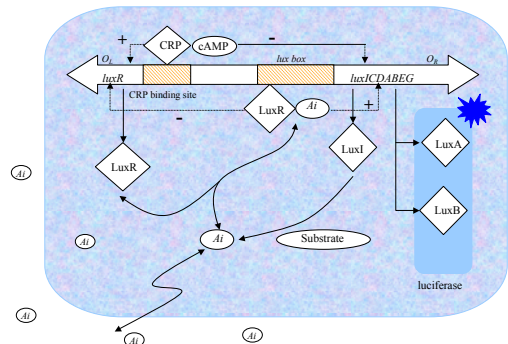 + CRP cAMP -
O_L lux box O_R
luxR luxICDABEG
CRP binding site
LuxR Ai +
-
LuxR LuxI LuxA
Ai
LuxB
Ai Substrate
Ai
luciferase
Ai
Ai Ai